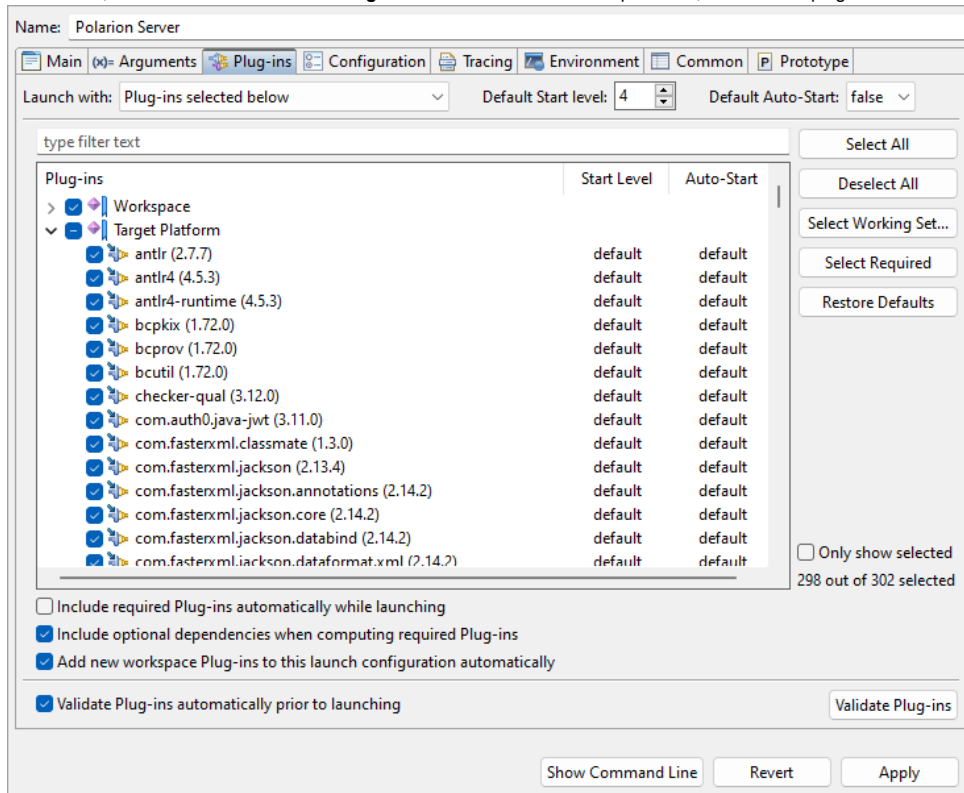 Name: Polarion Server
Main (x)= Arguments Plug-ins Configuration Tracing Environment Common P Prototype
Launch with: Plug-ins selected below Default Start level: 4 Default Auto-Start: false
type filter text Select All
Plug-ins Start Level Auto-Start Deselect All
Workspace
Target Platform Select Working Set...
antlr (2.7.7) default default
antlr4 (4.5.3) default default Select Required
antlr4-runtime (4.5.3) default default Restore Defaults
bcpkix (1.72.0) default default
bcprov (1.72.0) default default
bcutil (1.72.0) default default
checker-qual (3.12.0) default default
com.auth0.java-jwt (3.11.0) default default
com.fasterxml.classmate (1.3.0) default default
com.fasterxml.jackson (2.13.4) default default
com.fasterxml.jackson.annotations (2.14.2) default default
com.fasterxml.jackson.core (2.14.2) default default
com.fasterxml.jackson.databind (2.14.2) default default Only show selected
com.fasterxml.jackson.dataformat.xml (2.14.2) default default
298 out of 302 selected
Include required Plug-ins automatically while launching
Include optional dependencies when computing required Plug-ins
Add new workspace Plug-ins to this launch configuration automatically
Validate Plug-ins automatically prior to launching Validate Plug-ins
Show Command Line Revert Apply